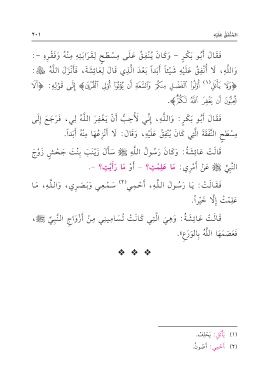 المتفق عليه
٢٠١
فَقَالَ أَبُو بَكْرٍ - وَكَانَ يُنْفِقُ عَلَى مِسْطَحٍ لِقَرَابَتِهِ مِنْهُ وَفَقْرِهِ -:
وَاللَّهِ، لَا أُنْفِقُ عَلَيْهِ شَيْئًا أَبَدًا بَعْدَ الَّذِي قَالَ لِعَائِشَةَ، فَأَنْزَلَ اللَّهُ ﷻ:
﴿وَلَا يَأْتَلِ(١) أُولُوا الْفَضْلِ مِنْكُمْ وَالسَّعَةِ أَنْ يُؤْتُوا أُولِي الْقُرْبَى﴾ إِلَى قَوْلِهِ: ﴿أَلَا
تُحِبُّونَ أَنْ يَغْفِرَ اللَّهُ لَكُمْ﴾.
فَقَالَ أَبُو بَكْرٍ: وَاللَّهِ، إِنِّي لَأُحِبُّ أَنْ يَغْفِرَ اللَّهُ لِي، فَرَجَعَ إِلَى
مِسْطَحٍ النَّفَقَةَ الَّتِي كَانَ يُنْفِقُ عَلَيْهِ، وَقَالَ: لَا أَنْزِعُهَا مِنْهُ أَبَدًا.
قَالَتْ عَائِشَةُ: وَكَانَ رَسُولُ اللَّهِ ﷺ سَأَلَ زَيْنَبَ بِنْتَ جَحْشٍ زَوْجَ
النَّبِيِّ ﷺ عَنْ أَمْرِي: مَا عَلِمْتِ؟ - أَوْ مَا رَأَيْتِ؟ -.
فَقَالَتْ: يَا رَسُولَ اللَّهِ، أَحْمِي(٢) سَمْعِي وَبَصَرِي، وَاللَّهِ، مَا
عَلِمْتُ إِلَّا خَيْرًا.
قَالَتْ عَائِشَةُ: وَهِيَ الَّتِي كَانَتْ تُسَامِينِي مِنْ أَزْوَاجِ النَّبِيِّ ﷺ،
فَعَصَمَهَا اللَّهُ بِالْوَرَعِ».
(١) يَأْتَلِ: يَحْلِفْ.
(٢) أَحْمِي: أَصُونُ.